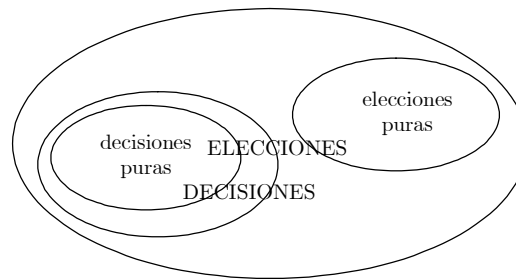 elecciones
puras
decisiones
puras
ELECCIONES
DECISIONES